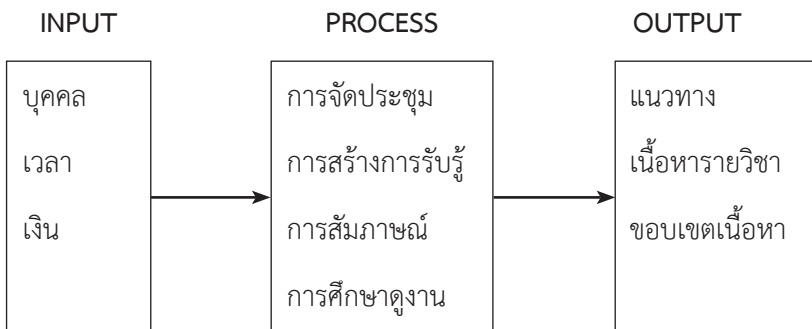 INPUT
PROCESS
OUTPUT
บุคคล
เวลา
เงิน
การจัดประชุม
การสร้างการรับรู้
การสัมภาษณ์
การศึกษาดูงาน
แนวทาง
เนื้อหารายวิชา
ขอบเขตเนื้อหา